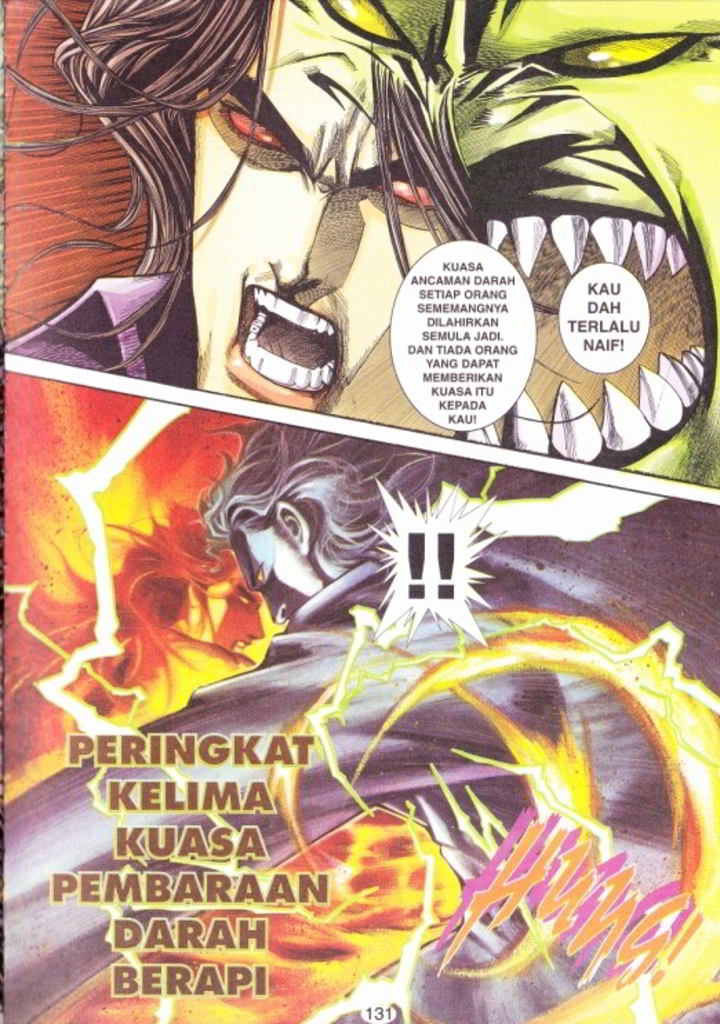 KUASA
ANCAMAN DARAH
SETIAP ORANG
SEMEMANGNYA
DILAHIRKAN
SEMULA JADI.
DAN TIADA ORANG
YANG DAPAT
MEMBERIKAN
KUASA ITU
KEPADA
KAU!
KAU
DAH
TERLALU
NAIF!
!!
PERINGKAT
KELIMA
KUASA
PEMBARAAN
DARAH
BERAPI
HUNG!
131